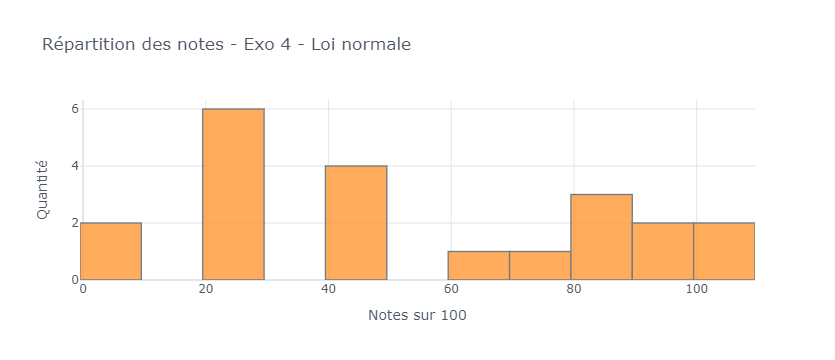 Répartition des notes - Exo 4 - Loi normale
6
4
2
0
Quantité
0 20 40 60 80 100
Notes sur 100